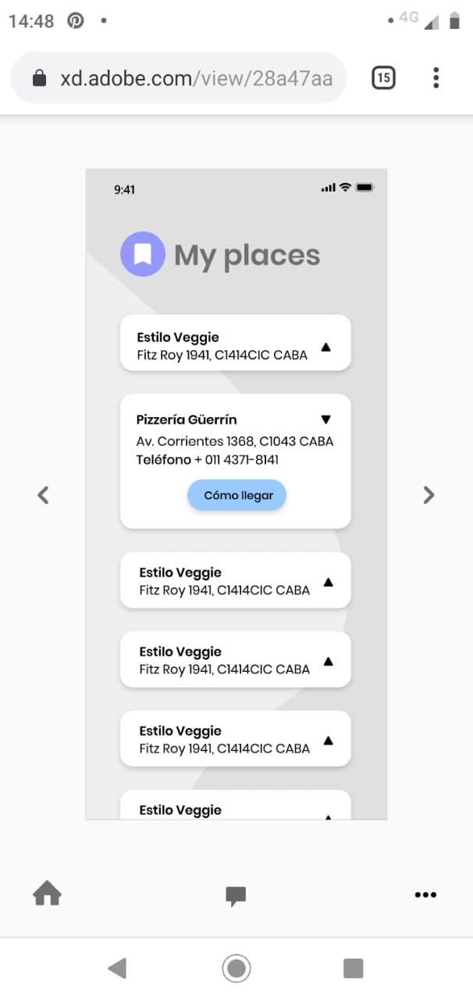 14:48
4G
xd.adobe.com/view/28a47aa
15
9:41
My places
Estilo Veggie
Fitz Roy 1941, C1414CIC CABA
Pizzería Güerrín
Av. Corrientes 1368, C1043 CABA
Teléfono + 011 4371-8141
Cómo llegar
Estilo Veggie
Fitz Roy 1941, C1414CIC CABA
Estilo Veggie
Fitz Roy 1941, C1414CIC CABA
Estilo Veggie
Fitz Roy 1941, C1414CIC CABA
Estilo Veggie